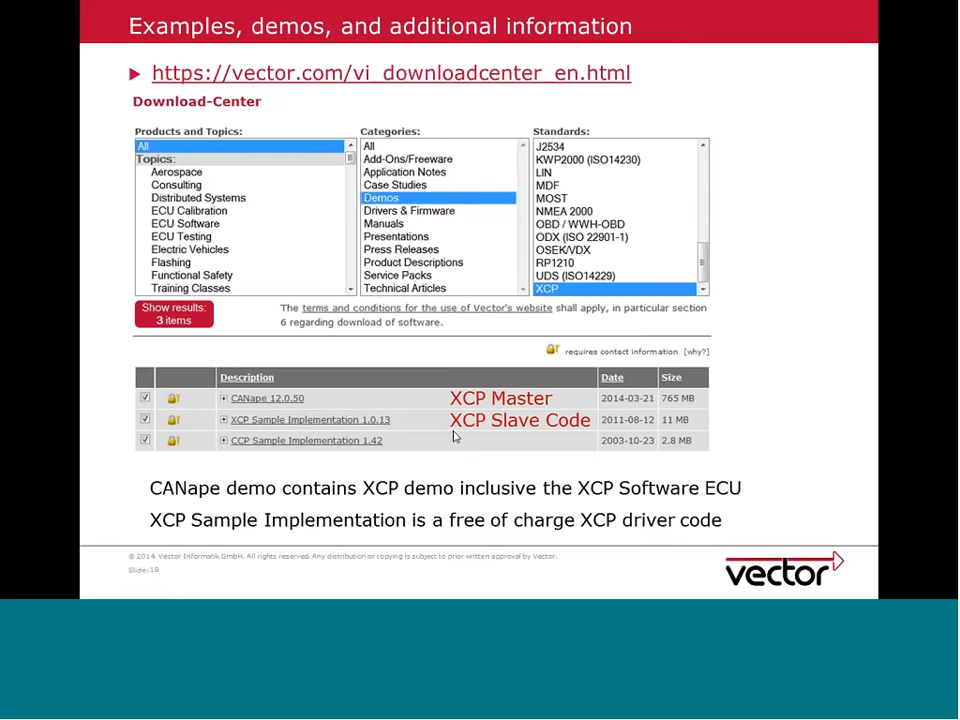 Examples, demos, and additional information
https://vector.com/vi_downloadcenter_en.html
Download-Center
Products and Topics:
All
Topics:
Aerospace
Consulting
Distributed Systems
ECU Calibration
ECU Software
ECU Testing
Electric Vehicles
Flashing
Functional Safety
Training Classes
Categories:
All
Add-Ons/Freeware
Application Notes
Case Studies
Demos
Drivers & Firmware
Manuals
Presentations
Press Releases
Product Descriptions
Service Packs
Technical Articles
Standards:
J2534
KWP2000 (ISO14230)
LIN
MDF
MOST
NMEA 2000
OBD / WWH-OBD
ODX (ISO 22901-1)
OSEK/VDX
RP1210
UDS (ISO14229)
XCP
Show results:
3 items
The terms and conditions for the use of Vector's website shall apply, in particular section
6 regarding download of software.
requires contact information [why?]
Description Date Size
CANape 12.0.50 XCP Master 2014-03-21 765 MB
XCP Sample Implementation 1.0.13 XCP Slave Code 2011-08-12 11 MB
CCP Sample Implementation 1.42 2003-10-23 2.8 MB
CANape demo contains XCP demo inclusive the XCP Software ECU
XCP Sample Implementation is a free of charge XCP driver code
© 2014. Vector Informatik GmbH. All rights reserved. Any distribution or copying is subject to prior written approval by Vector.
Slide: 18
vector